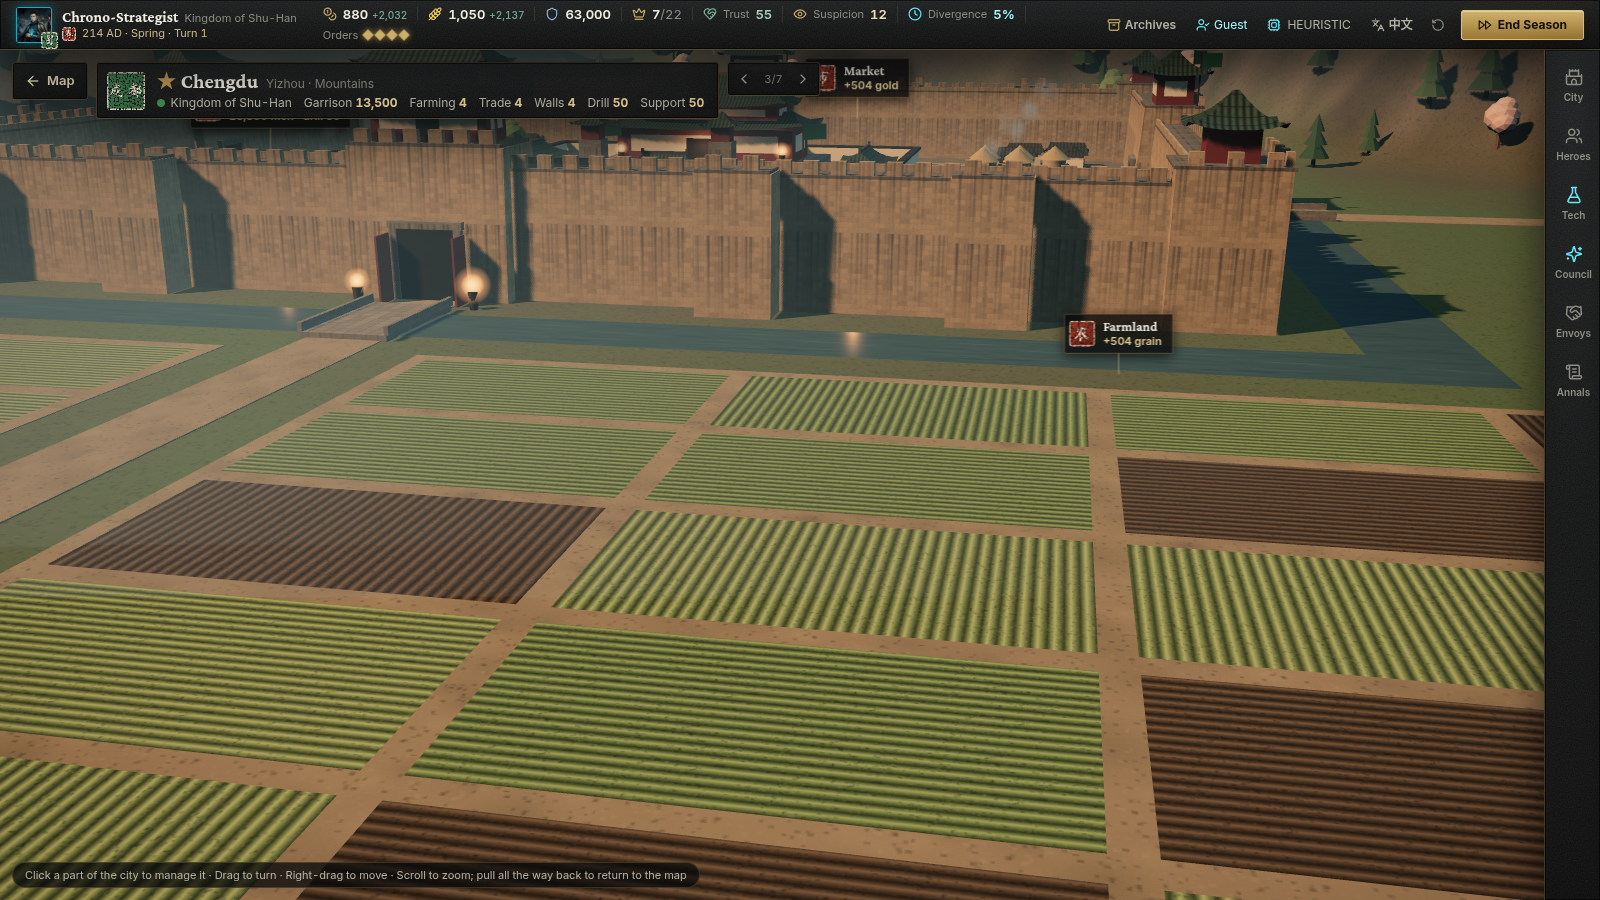 Chrono-Strategist Kingdom of Shu-Han
214 AD · Spring · Turn 1
880 +2,032
1,050 +2,137
63,000
7/22
Trust 55
Suspicion 12
Divergence 5%
Orders
Archives
Guest
HEURISTIC
中文
End Season
Map
Chengdu Yizhou · Mountains
Kingdom of Shu-Han Garrison 13,500 Farming 4 Trade 4 Walls 4 Drill 50 Support 50
3/7
Market
+504 gold
City
Heroes
Tech
Council
Envoys
Annals
农
Farmland
+504 grain
Click a part of the city to manage it · Drag to turn · Right-drag to move · Scroll to zoom; pull all the way back to return to the map